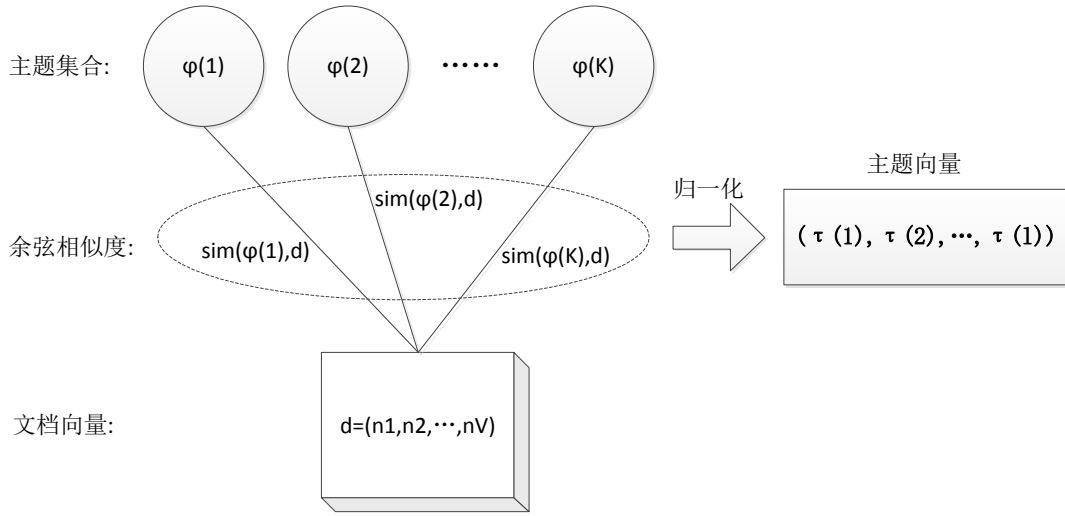 主题集合:
φ(1)
φ(2)
……
φ(K)
余弦相似度:
sim(φ(1),d)
sim(φ(2),d)
sim(φ(K),d)
归一化
主题向量
(τ(1), τ(2),…, τ(1))
文档向量:
d=(n1,n2,…,nV)